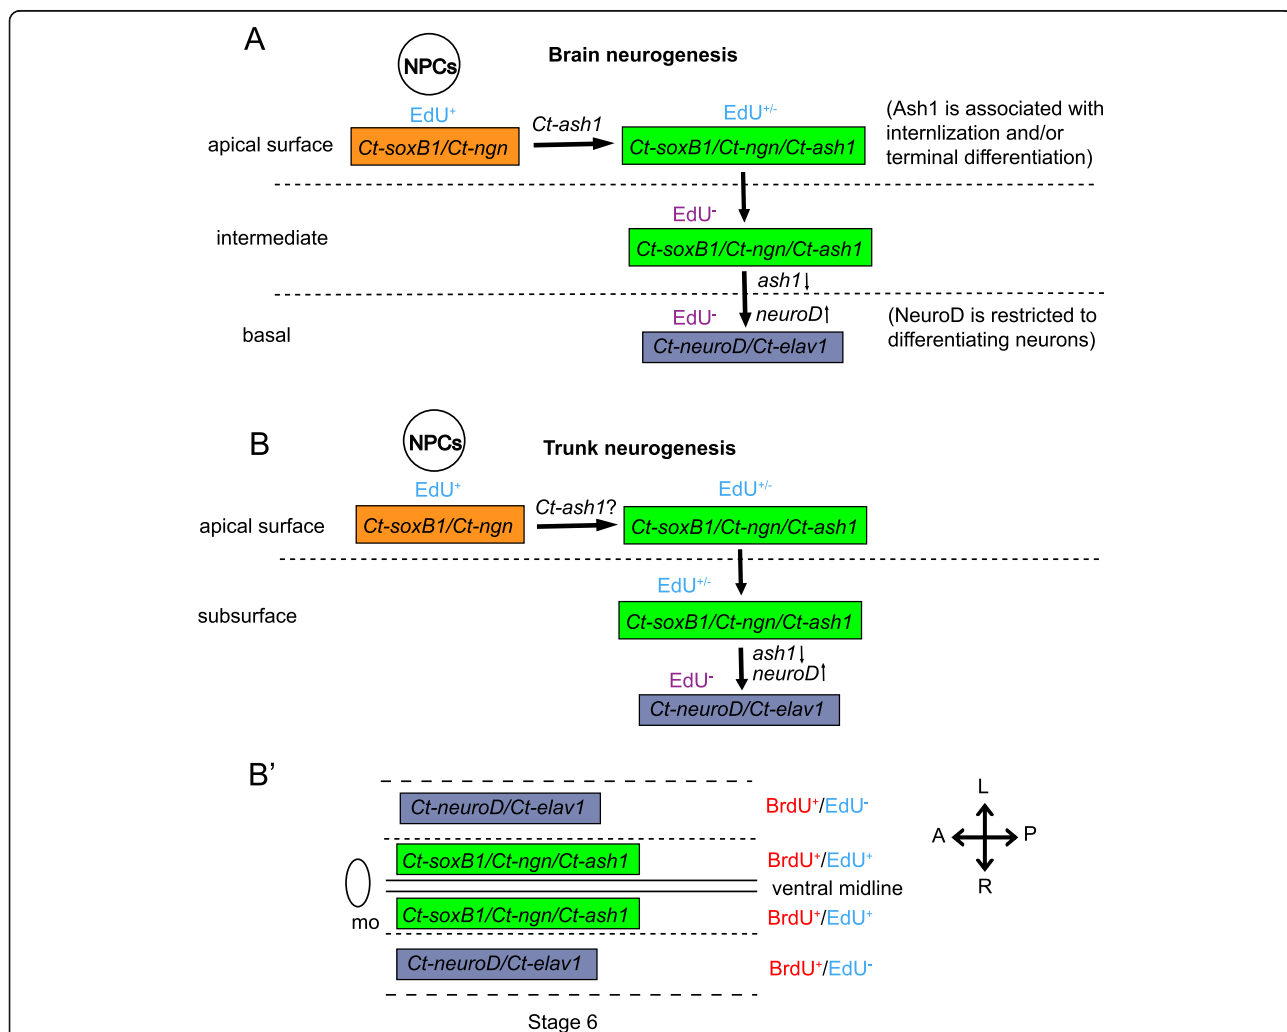 A
Brain neurogenesis
NPCs
EdU⁺
Ct-ash1
EdU⁺/⁻
apical surface
Ct-soxB1/Ct-ngn
Ct-soxB1/Ct-ngn/Ct-ash1
(Ash1 is associated with
internlization and/or
terminal differentiation)
EdU⁻
intermediate
Ct-soxB1/Ct-ngn/Ct-ash1
ash1↓
basal
EdU⁻
neuroD↑
Ct-neuroD/Ct-elav1
(NeuroD is restricted to
differentiating neurons)
B
Trunk neurogenesis
NPCs
EdU⁺
Ct-ash1?
EdU⁺/⁻
apical surface
Ct-soxB1/Ct-ngn
Ct-soxB1/Ct-ngn/Ct-ash1
EdU⁺/⁻
subsurface
Ct-soxB1/Ct-ngn/Ct-ash1
ash1↓
neuroD↑
EdU⁻
Ct-neuroD/Ct-elav1
B'
Ct-neuroD/Ct-elav1
BrdU⁺/EdU⁻
Ct-soxB1/Ct-ngn/Ct-ash1
BrdU⁺/EdU⁺
ventral midline
mo
Ct-soxB1/Ct-ngn/Ct-ash1
BrdU⁺/EdU⁺
Ct-neuroD/Ct-elav1
BrdU⁺/EdU⁻
L
A
P
R
Stage 6